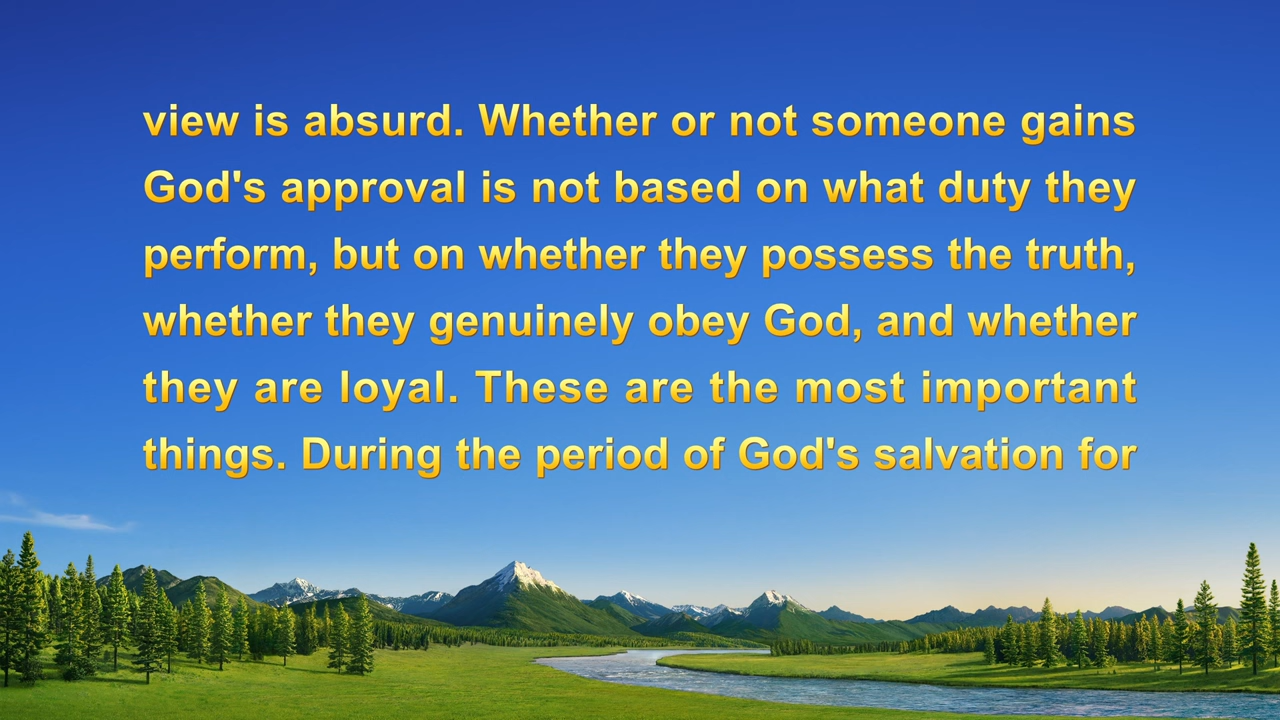 view is absurd. Whether or not someone gains
God's approval is not based on what duty they
perform, but on whether they possess the truth,
whether they genuinely obey God, and whether
they are loyal. These are the most important
things. During the period of God's salvation for